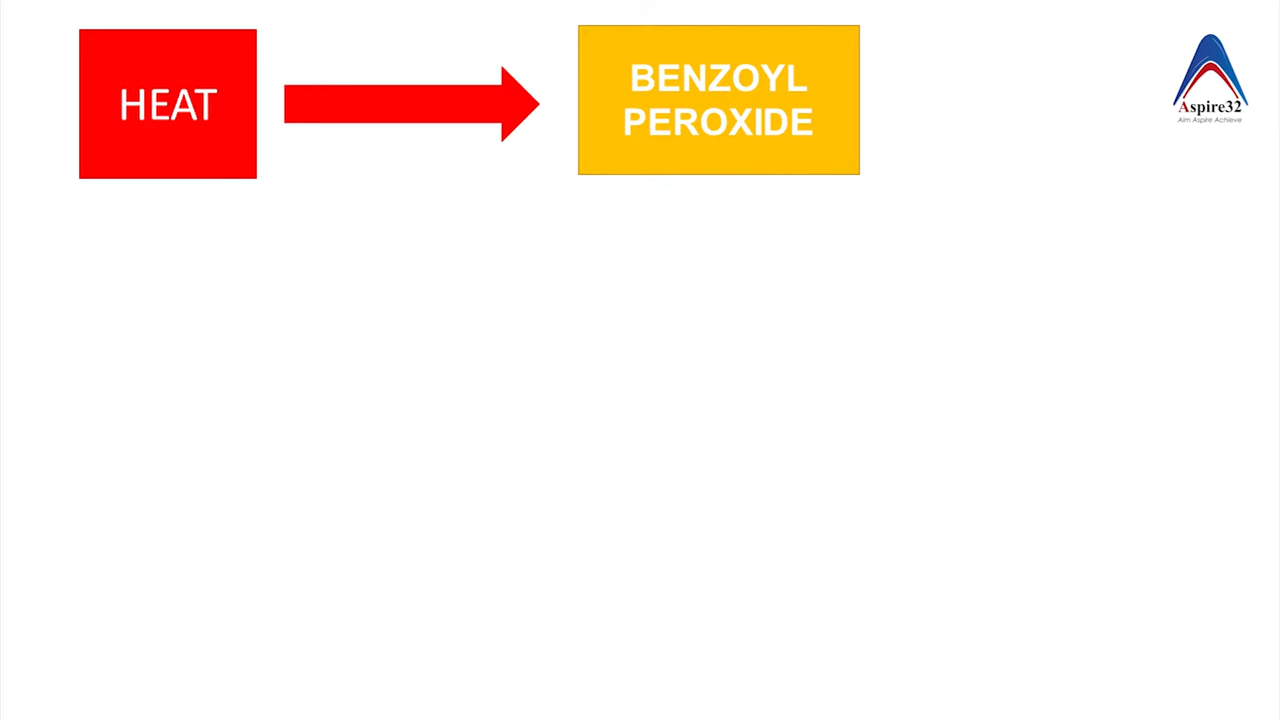 HEAT
BENZOYL
PEROXIDE
Aspire32
Aim Aspire Achieve